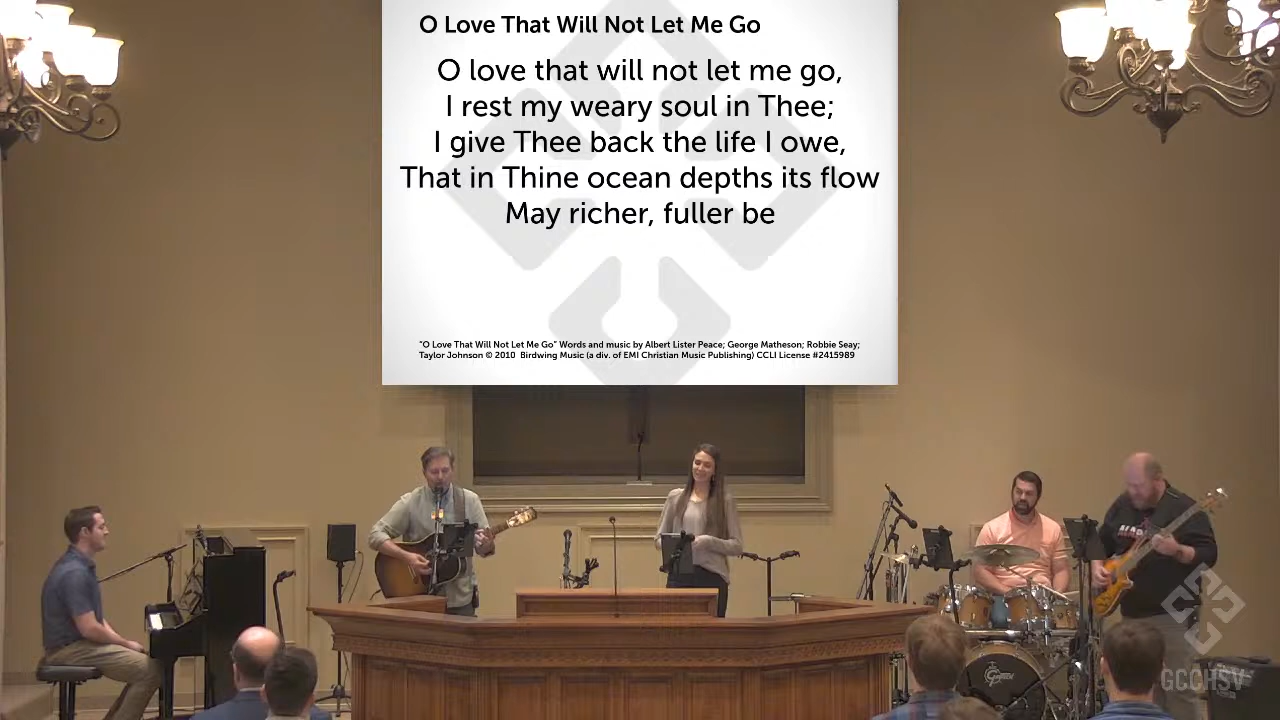 O Love That Will Not Let Me Go
O love that will not let me go,
I rest my weary soul in Thee;
I give Thee back the life I owe,
That in Thine ocean depths its flow
May richer, fuller be
"O Love That Will Not Let Me Go" Words and music by Albert Lister Peace; George Matheson; Robbie Seay;
Taylor Johnson © 2010 Birdwing Music (a div. of EMI Christian Music Publishing) CCLI License #2415989
Gretsch
GCCHSV